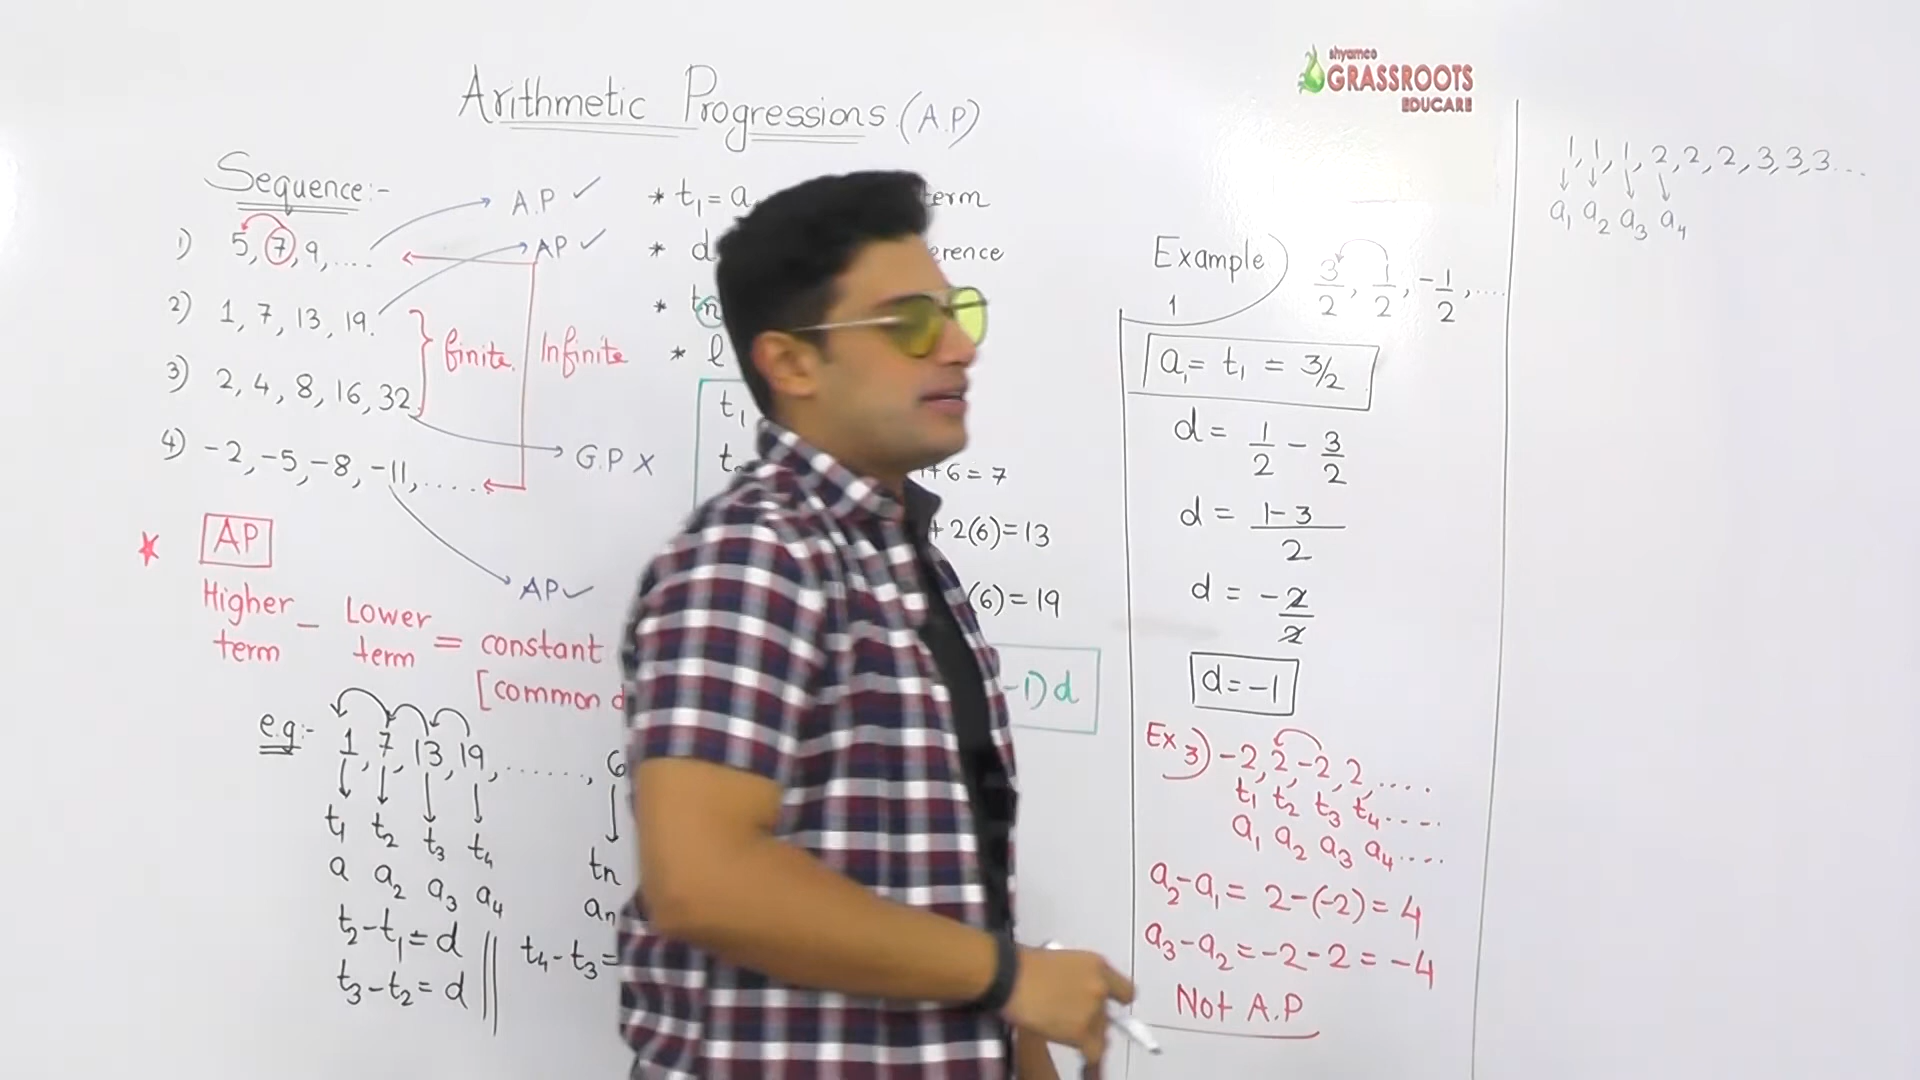 Arithmetic Progressions (A.P)
shyamco
GRASSROOTS
EDUCARE
Sequence:-
1) 5, 7, 9, ....
2) 1, 7, 13, 19.
3) 2, 4, 8, 16, 32
4) -2, -5, -8, -11, .....
A.P ✓
AP ✓
finite.
Infinite
G.P X
AP ✓
* AP
Higher term - Lower term = constant
[common d
e.g:- 1, 7, 13, 19, ......, 6
t1 t2 t3 t4 tn
a a2 a3 a4 an
t2-t1 = d
t3-t2 = d
t4-t3=
* t1 = a
term
* d
erence
* tn
* l
t1
+6 = 7
+ 2(6)=13
(6)=19
-1)d
Example 1
3/2, 1/2, -1/2, ....
a1 = t1 = 3/2
d = 1/2 - 3/2
d = 1-3/2
d = -2/2
d = -1
Ex 3) -2, 2, -2, 2, ....
t1 t2 t3 t4 ....
a1 a2 a3 a4 ....
a2-a1 = 2-(-2) = 4
a3-a2 = -2-2 = -4
Not A.P
1, 1, 1, 2, 2, 2, 3, 3, 3...
a1 a2 a3 a4